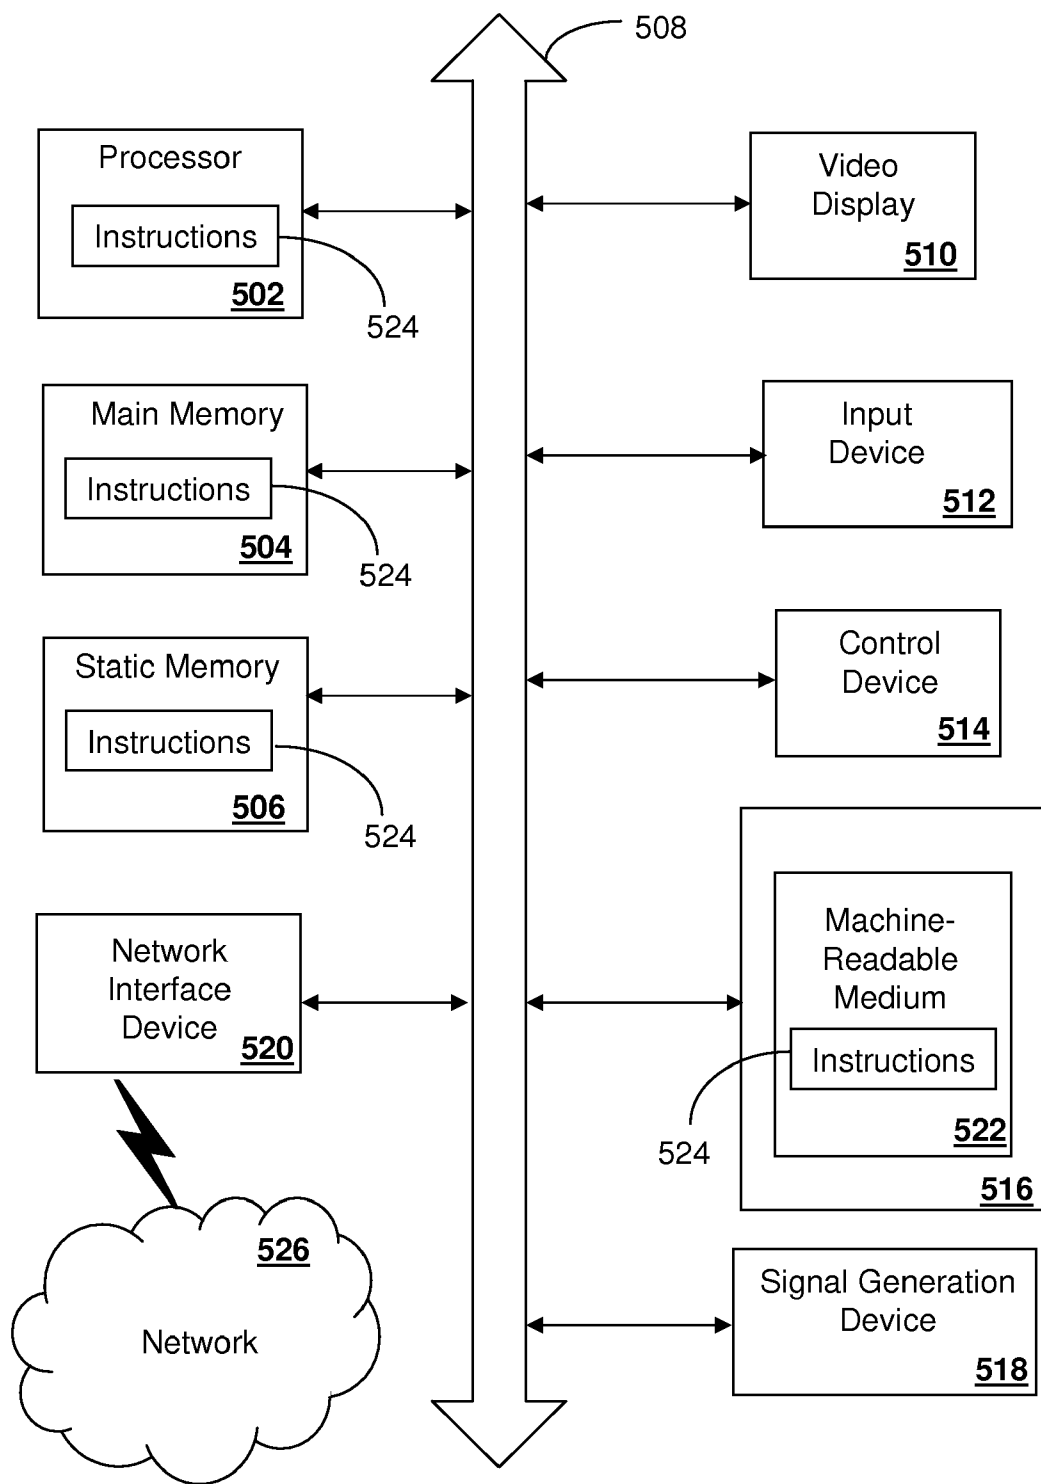 508
Processor
Instructions
502
524
Video
Display
510
Main Memory
Instructions
504
524
Input
Device
512
Static Memory
Instructions
506
524
Control
Device
514
Network
Interface
Device
520
Machine-
Readable
Medium
Instructions
522
524
516
526
Network
Signal Generation
Device
518